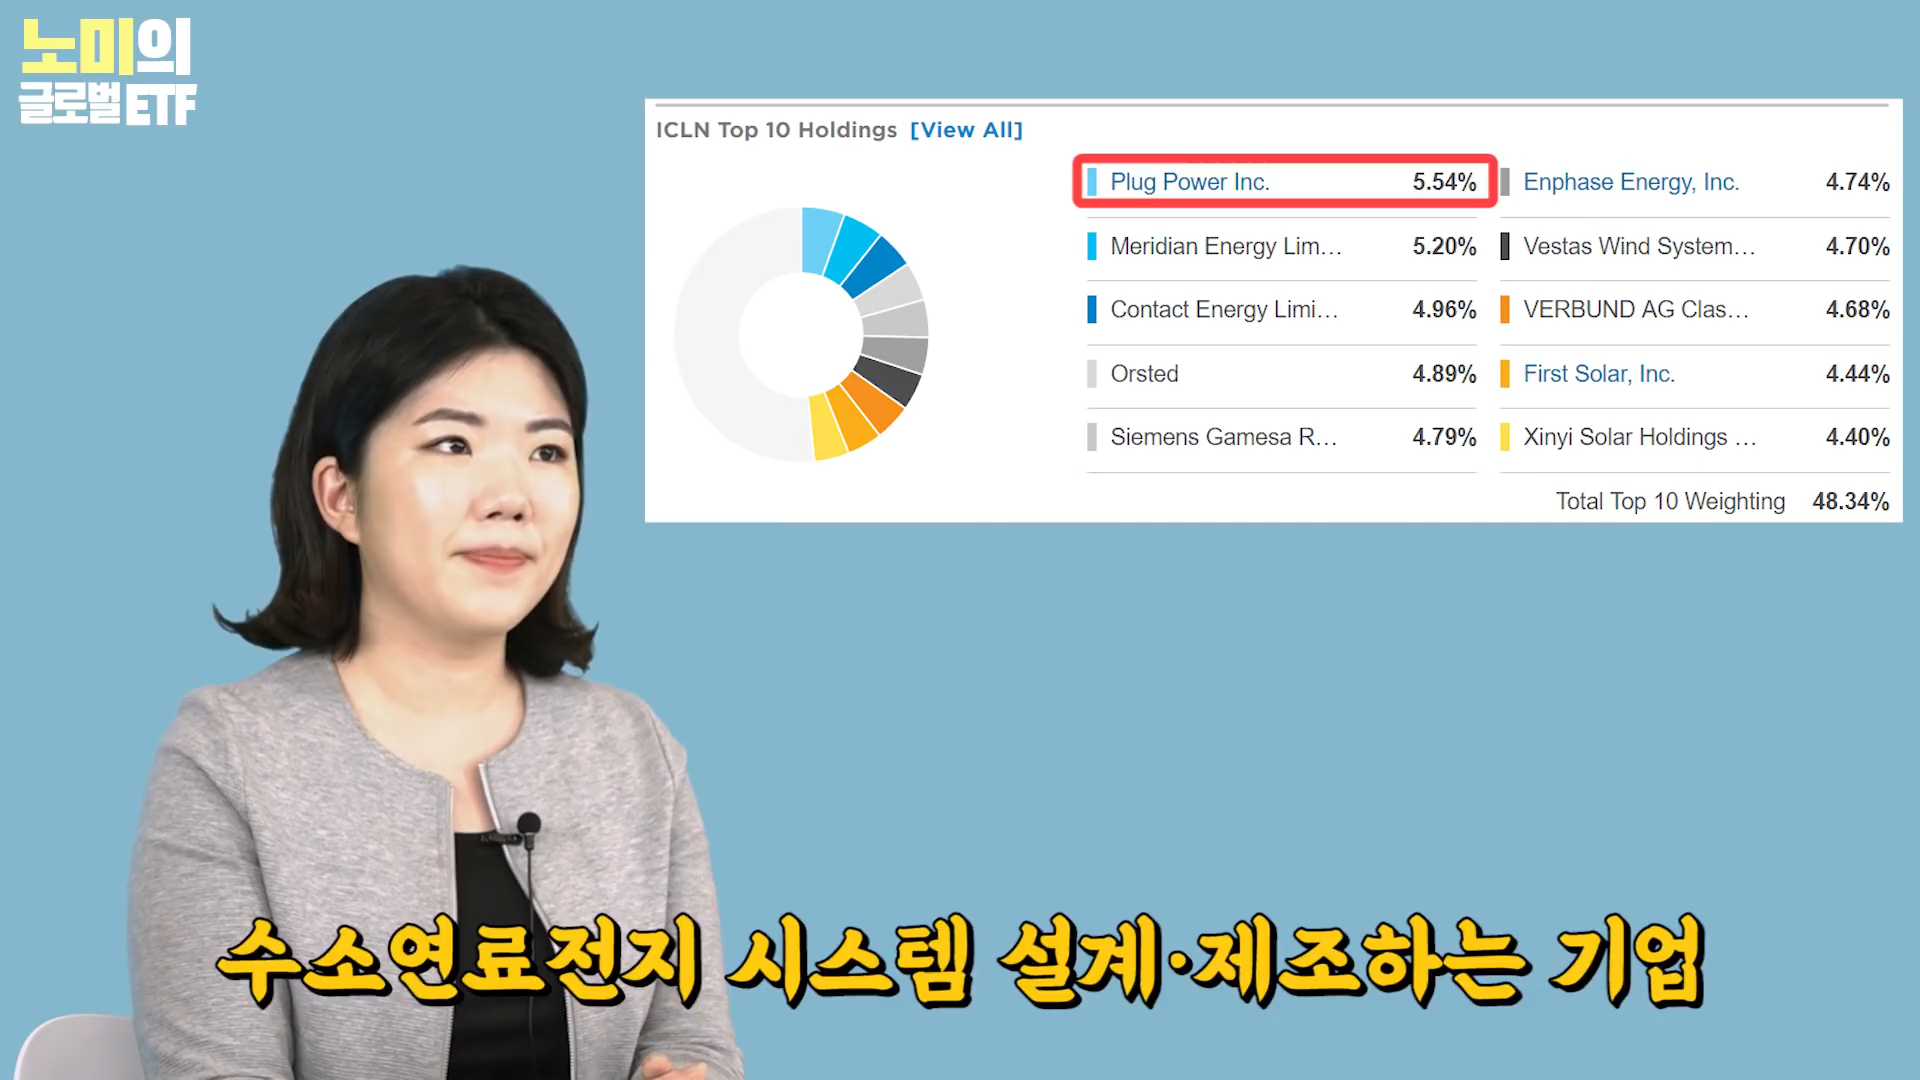 노미의
글로벌 ETF
ICLN Top 10 Holdings [View All]
Plug Power Inc. 5.54%
Enphase Energy, Inc. 4.74%
Meridian Energy Lim... 5.20%
Vestas Wind System... 4.70%
Contact Energy Limi... 4.96%
VERBUND AG Clas... 4.68%
Orsted 4.89%
First Solar, Inc. 4.44%
Siemens Gamesa R... 4.79%
Xinyi Solar Holdings ... 4.40%
Total Top 10 Weighting 48.34%
수소연료전지 시스템 설계·제조하는 기업